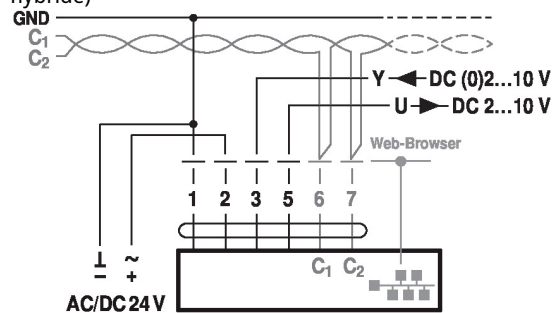 hybride)
GND
C1
C2
Y DC (0)2...10 V
U DC 2...10 V
Web-Browser
1 2 3 5 6 7
C1 C2
⊥ ~
– +
AC/DC 24 V